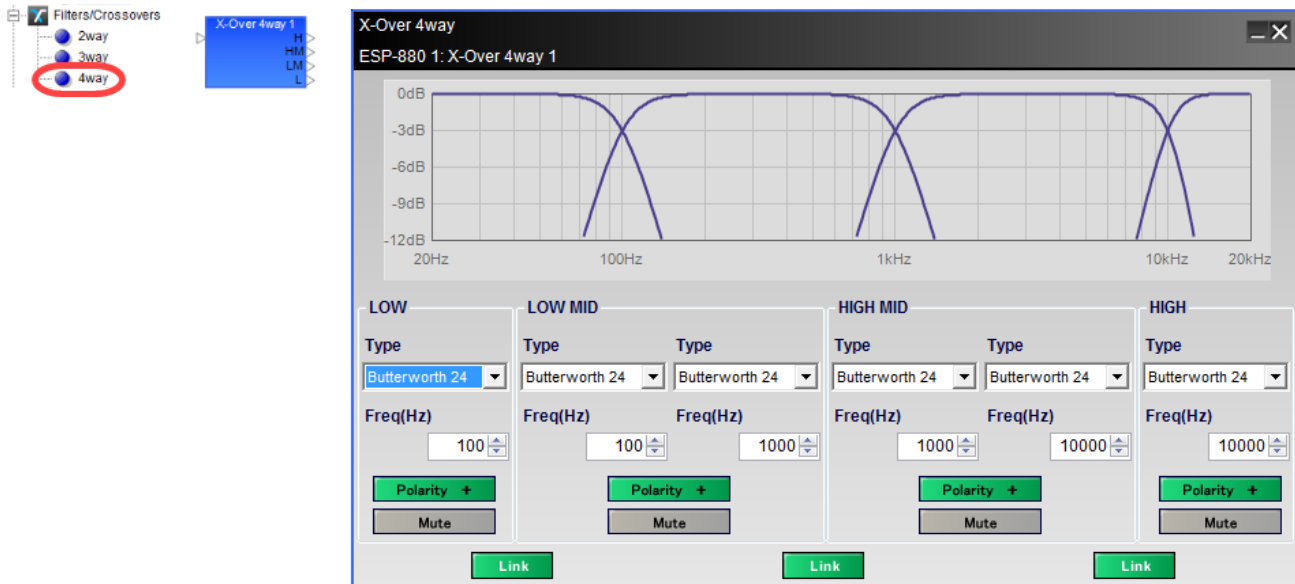 Filters/Crossovers
2way
3way
4way
X-Over 4way 1
H
HM
LM
L
X-Over 4way
ESP-880 1: X-Over 4way 1
0dB
-3dB
-6dB
-9dB
-12dB
20Hz 100Hz 1kHz 10kHz 20kHz
LOW LOW MID HIGH MID HIGH
Type Type Type Type Type Type
Butterworth 24 Butterworth 24 Butterworth 24 Butterworth 24 Butterworth 24 Butterworth 24
Freq(Hz) Freq(Hz) Freq(Hz) Freq(Hz) Freq(Hz) Freq(Hz)
100 100 1000 1000 10000 10000
Polarity + Polarity + Polarity + Polarity +
Mute Mute Mute Mute
Link Link Link